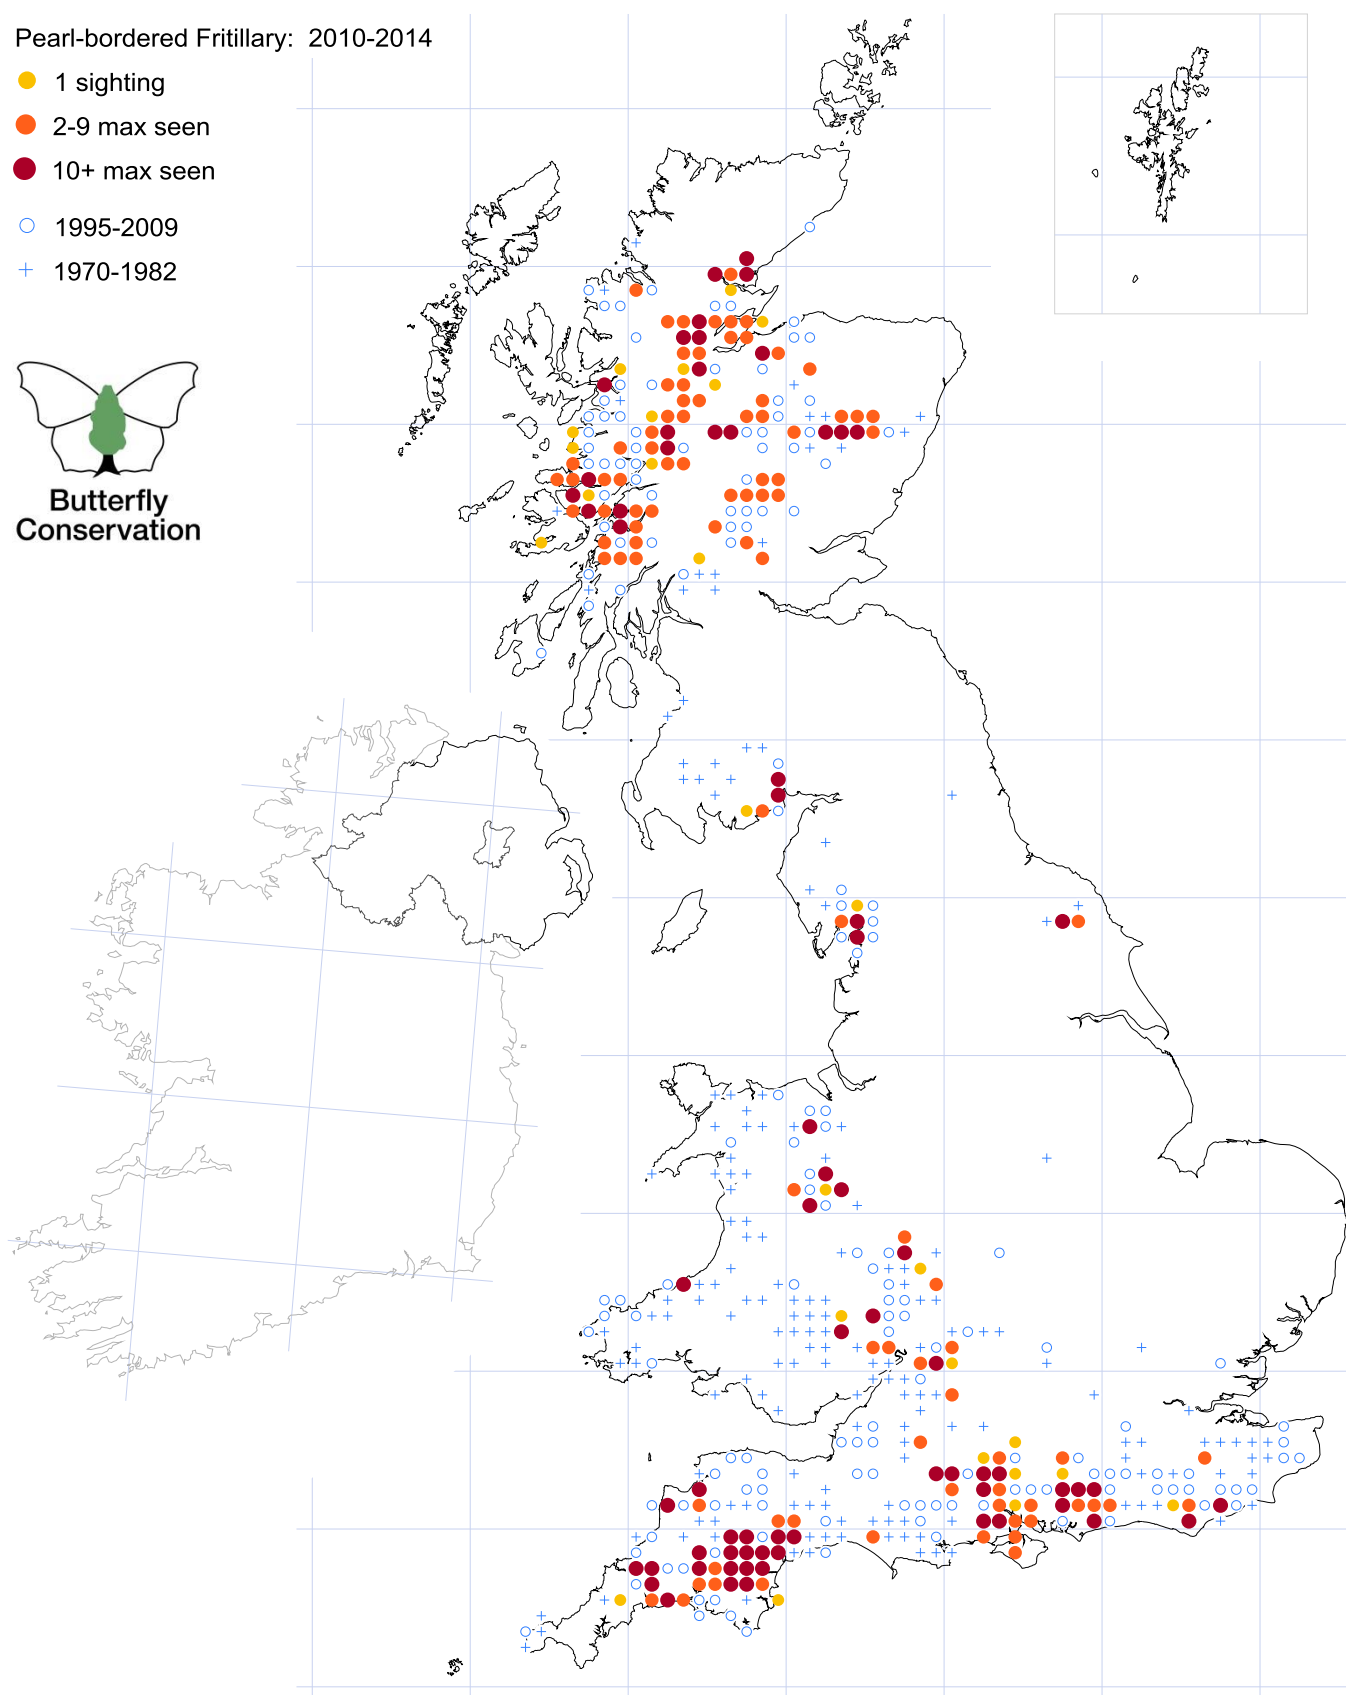 Pearl-bordered Fritillary: 2010-2014
1 sighting
2-9 max seen
10+ max seen
1995-2009
1970-1982
Butterfly
Conservation